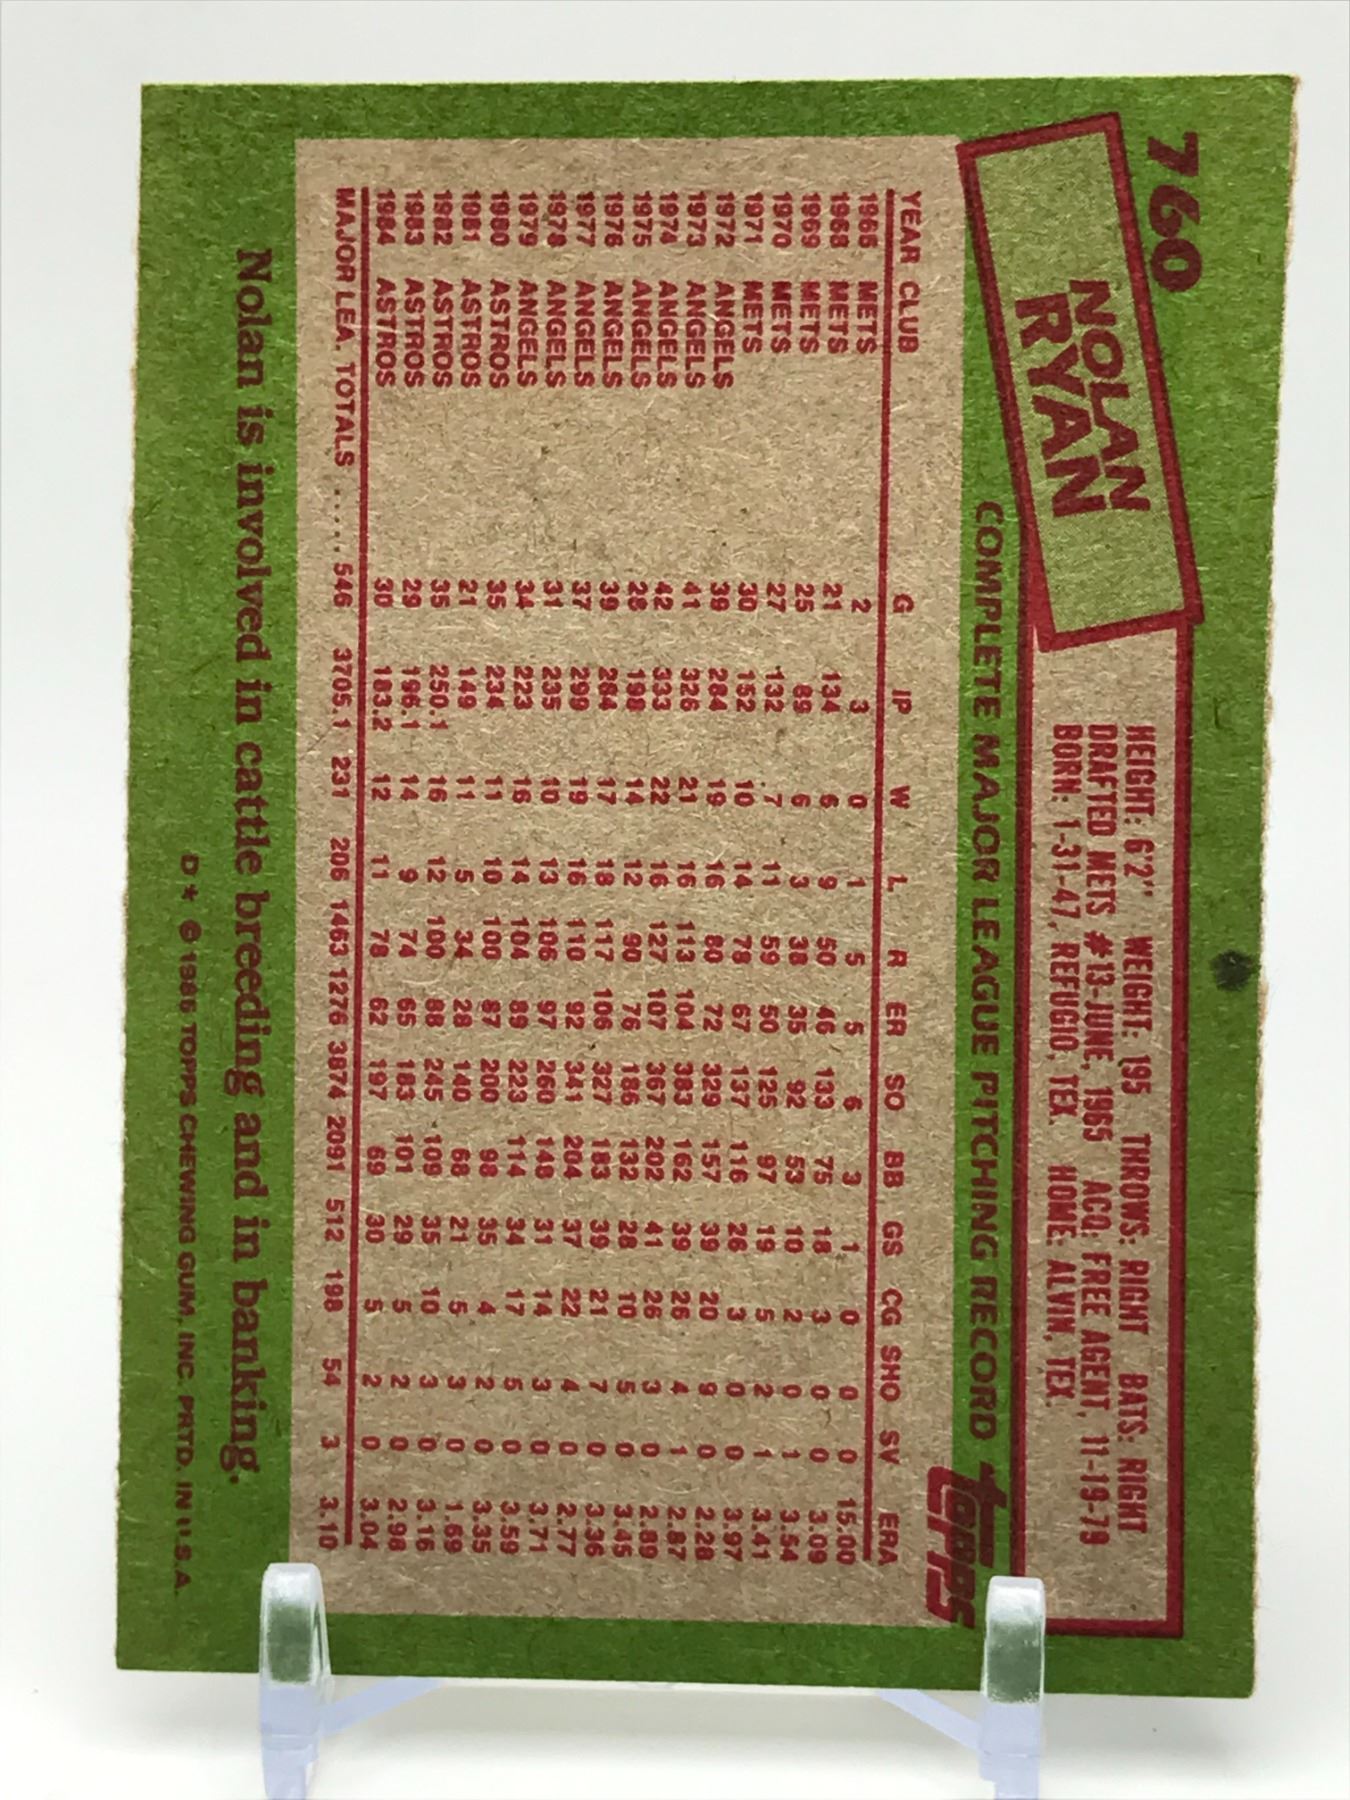 760
NOLAN
RYAN
HEIGHT: 6'2" WEIGHT: 195 THROWS: RIGHT BATS: RIGHT
DRAFTED METS #13-JUNE, 1965 ACQ: FREE AGENT, 11-19-79
BORN: 1-31-47, REFUGIO, TEX. HOME: ALVIN, TEX.
COMPLETE MAJOR LEAGUE PITCHING RECORD
topps
YEAR CLUB G IP W L R ER SO BB GS CG SHO SV ERA
1966 METS 2 3 0 1 5 5 6 3 1 0 0 0 15.00
1968 METS 21 134 6 9 50 46 133 75 18 3 0 0 3.09
1969 METS 25 89 6 3 38 35 92 53 10 2 0 1 3.54
1970 METS 27 132 7 11 59 50 125 97 19 5 2 1 3.41
1971 METS 30 152 10 14 78 67 137 116 26 3 0 0 3.97
1972 ANGELS 39 284 19 16 80 72 329 157 39 20 9 0 2.28
1973 ANGELS 41 326 21 16 113 104 383 162 39 26 4 1 2.87
1974 ANGELS 42 333 22 16 127 107 367 202 41 26 3 0 2.89
1975 ANGELS 28 198 14 12 90 76 186 132 28 10 5 0 3.45
1976 ANGELS 39 284 17 18 117 106 327 183 39 21 7 0 3.36
1977 ANGELS 37 299 19 16 110 92 341 204 37 22 4 0 2.77
1978 ANGELS 31 235 10 13 106 97 260 148 31 14 3 0 3.71
1979 ANGELS 34 223 16 14 104 89 223 114 34 17 5 0 3.59
1980 ASTROS 35 234 11 10 100 87 200 98 35 4 2 0 3.35
1981 ASTROS 21 149 11 5 34 28 140 68 21 5 3 0 1.69
1982 ASTROS 35 250.1 16 12 100 88 245 109 35 10 3 0 3.16
1983 ASTROS 29 196.1 14 9 74 65 183 101 29 5 2 0 2.98
1984 ASTROS 30 183.2 12 11 78 62 197 69 30 5 2 0 3.04
MAJOR LEA. TOTALS ......546 3705.1 231 206 1463 1276 3874 2091 512 198 54 3 3.10
Nolan is involved in cattle breeding and in banking.
D* © 1985 TOPPS CHEWING GUM, INC. PRTD. IN U.S.A.